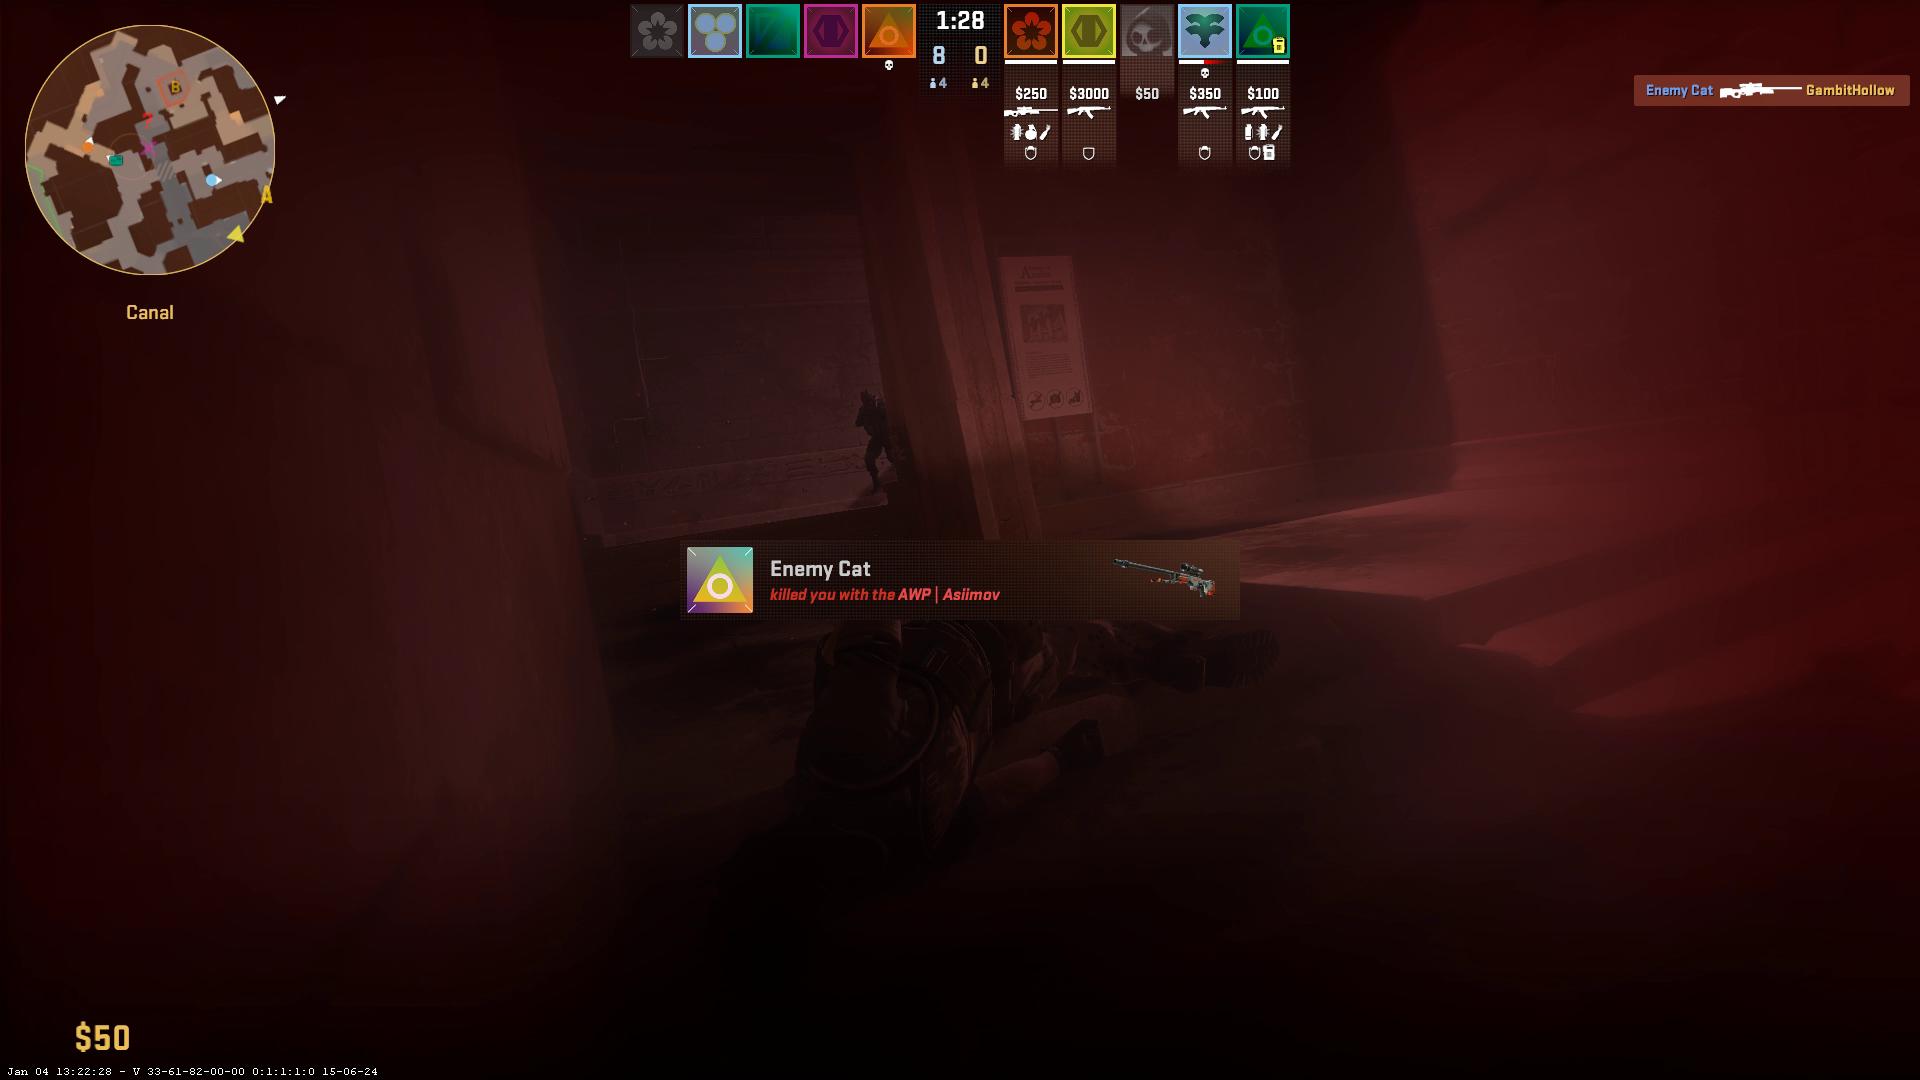 1:28
8 0
4 4
$250 $3000 $50 $350 $100
Enemy Cat GambitHollow
B
?
A
Canal
Enemy Cat
killed you with the AWP | Asiimov
$50
Jan 04 13:22:28 - V 33-61-82-00-00 0:1:1:1:0 15-06-24